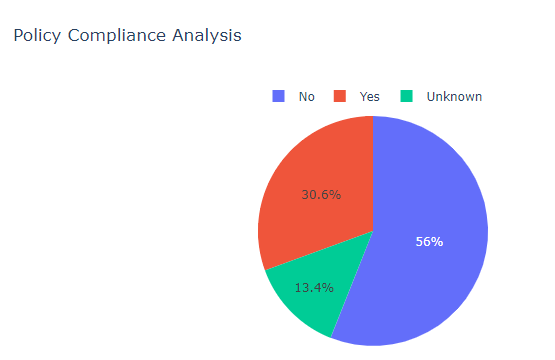 Policy Compliance Analysis
No Yes Unknown
30.6%
56%
13.4%